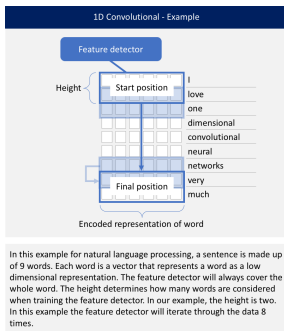 1D Convolutional - Example
Feature detector
Height
Start position
I
love
one
dimensional
convolutional
neural
networks
very
much
Final position
Encoded representation of word
In this example for natural language processing, a sentence is made up
of 9 words. Each word is a vector that represents a word as a low
dimensional representation. The feature detector will always cover the
whole word. The height determines how many words are considered
when training the feature detector. In our example, the height is two.
In this example the feature detector will iterate through the data 8
times.